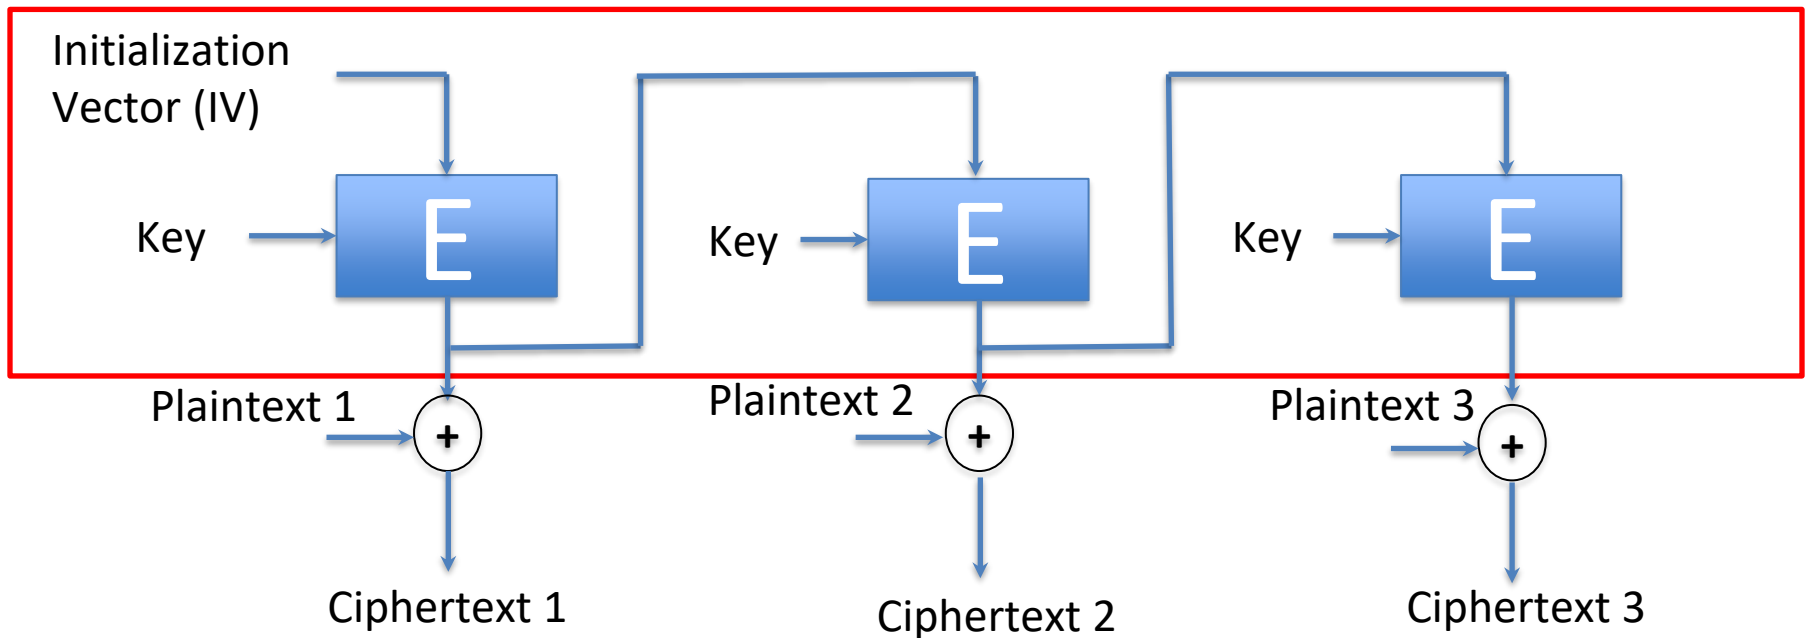 Initialization
Vector (IV)
Key
E
Key
E
Key
E
Plaintext 1
Plaintext 2
Plaintext 3
+
+
+
Ciphertext 1
Ciphertext 2
Ciphertext 3